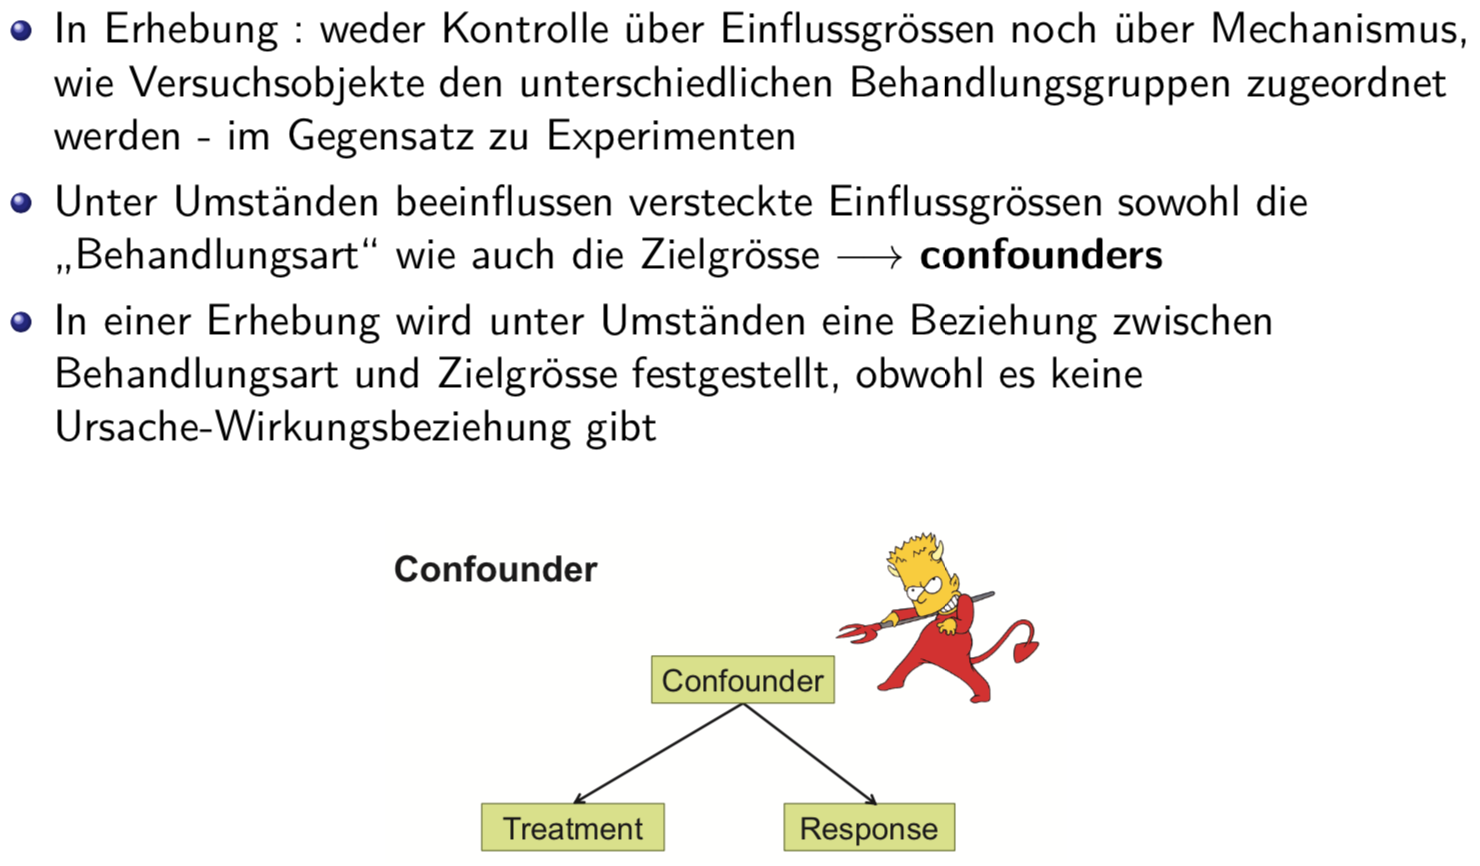 In Erhebung : weder Kontrolle über Einflussgrössen noch über Mechanismus,
wie Versuchsobjekte den unterschiedlichen Behandlungsgruppen zugeordnet
werden - im Gegensatz zu Experimenten
Unter Umständen beeinflussen versteckte Einflussgrössen sowohl die
„Behandlungsart“ wie auch die Zielgrösse ⟶ confounders
In einer Erhebung wird unter Umständen eine Beziehung zwischen
Behandlungsart und Zielgrösse festgestellt, obwohl es keine
Ursache-Wirkungsbeziehung gibt
Confounder
Confounder
Treatment
Response